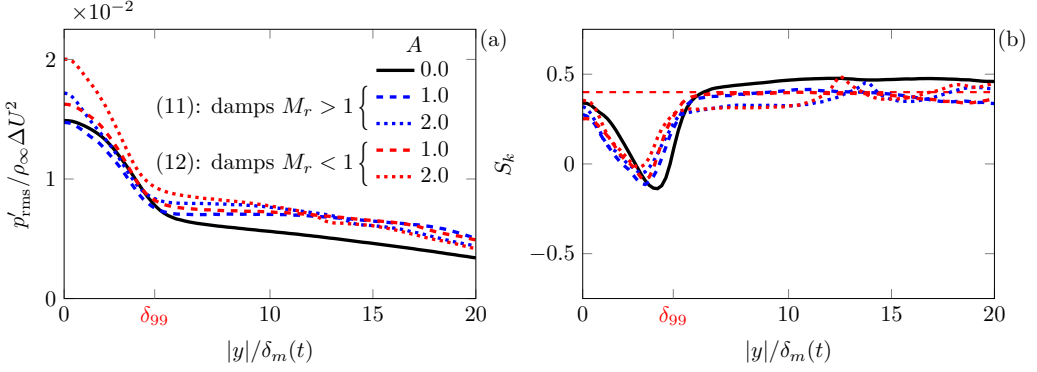 ×10⁻²
(a)
2
1
0
p′rms/ρ∞ΔU²
A
0.0
(11): damps Mr > 1 { 1.0
2.0
(12): damps Mr < 1 { 1.0
2.0
0 δ99 10 15 20
|y|/δm(t)
(b)
0.5
0
−0.5
Sk
0 δ99 10 15 20
|y|/δm(t)